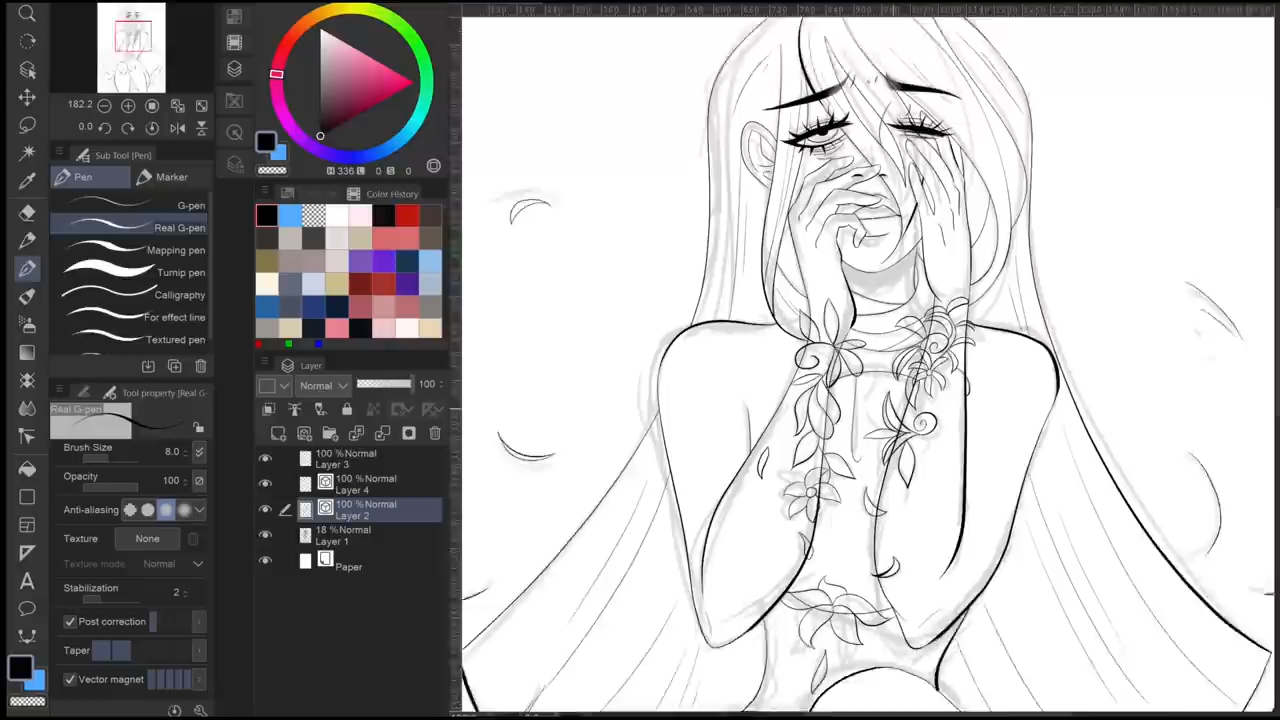 182.2
0.0
Sub Tool [Pen]
Pen
Marker
G-pen
Real G-pen
Mapping pen
Turnip pen
Calligraphy
For effect line
Textured pen
Tool property [Real G-
Real G-pen
Brush Size 8.0
Opacity 100
Anti-aliasing
Texture None
Texture mode Normal
Stabilization 2
Post correction
Taper
Vector magnet
H 336 L 0 S 0
Color History
Layer
Normal 100
100 % Normal
Layer 3
100 % Normal
Layer 4
100 % Normal
Layer 2
18 % Normal
Layer 1
Paper